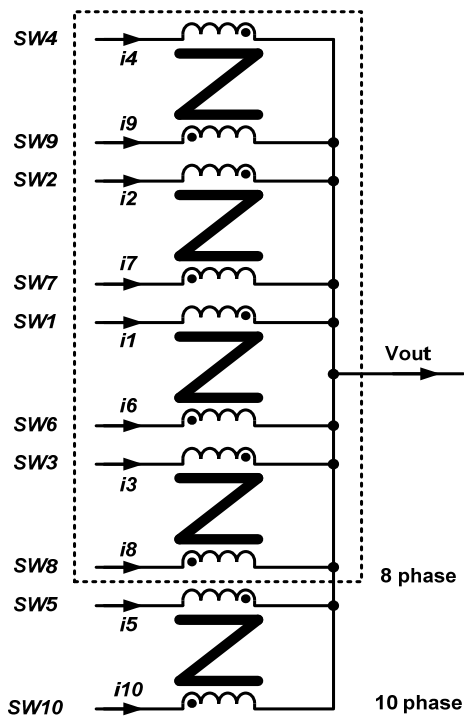 SW4
i4
i9
SW9
SW2
i2
i7
SW7
SW1
i1
Vout
i6
SW6
SW3
i3
i8
SW8
8 phase
SW5
i5
i10
SW10
10 phase